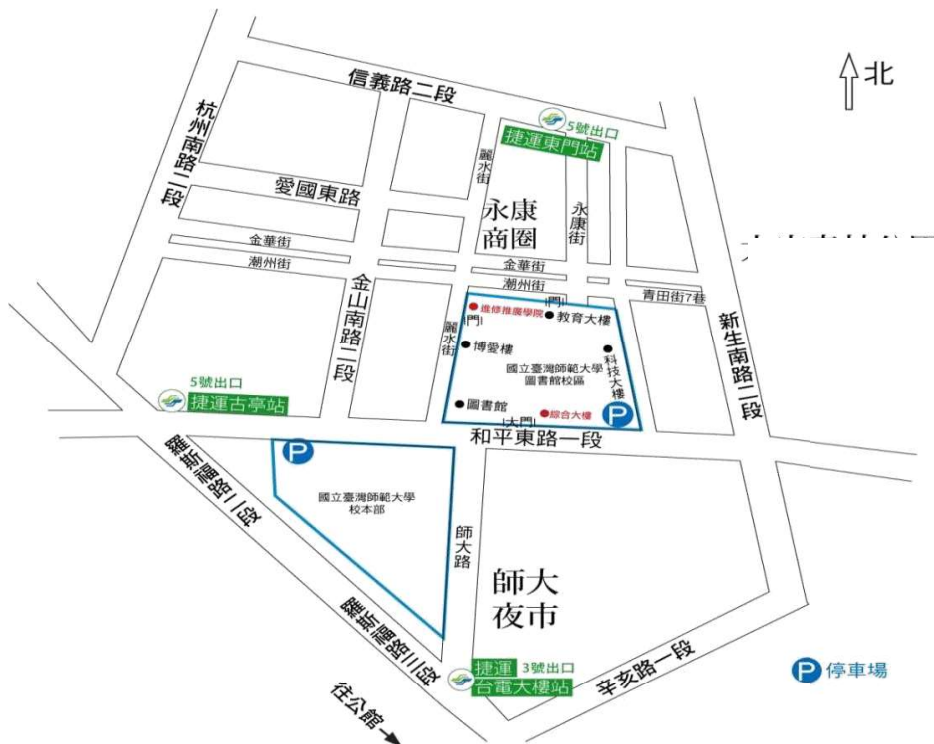 北
信義路二段
5號出口
捷運東門站
杭州南路二段
麗水街
愛國東路
永康
商圈
永康街
金華街
金華街
潮州街
潮州街
青田街7巷
金山南路二段
新生南路二段
進修推廣學院
|門|
教育大樓
|門|
麗水街
博愛樓
科技大樓
國立臺灣師範大學
圖書館校區
5號出口
捷運古亭站
圖書館
綜合大樓
P
|大門|
和平東路一段
P
羅斯福路二段
國立臺灣師範大學
校本部
師大路
師大
夜市
羅斯福路三段
捷運 3號出口
台電大樓站
辛亥路一段
P 停車場
往公館